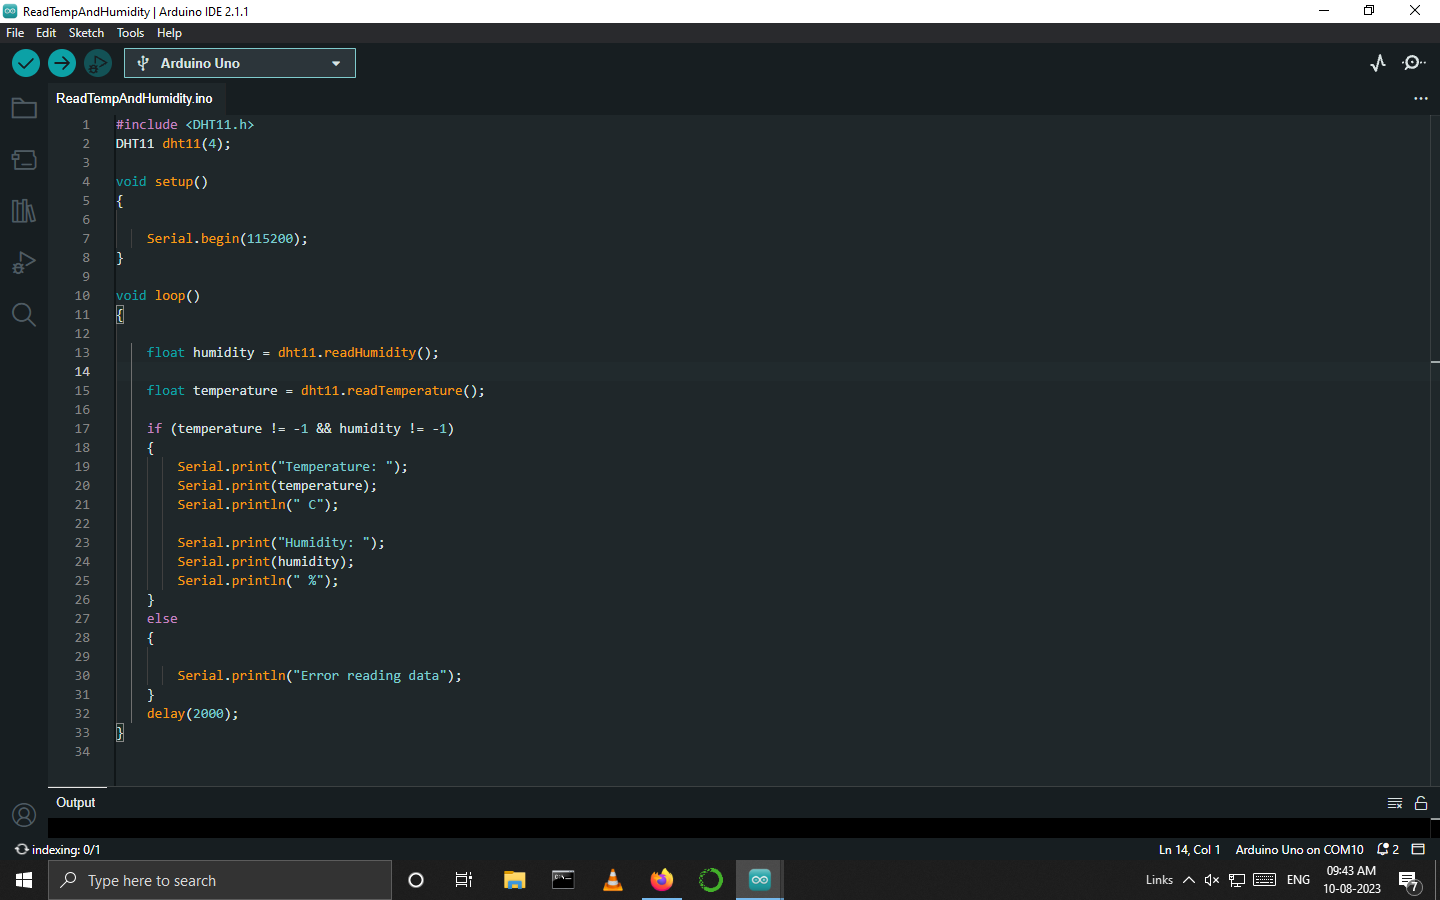 ReadTempAndHumidity | Arduino IDE 2.1.1
File Edit Sketch Tools Help
Arduino Uno
ReadTempAndHumidity.ino
1 #include <DHT11.h>
2 DHT11 dht11(4);
3
4 void setup()
5 {
6
7 Serial.begin(115200);
8 }
9
10 void loop()
11 {
12
13 float humidity = dht11.readHumidity();
14
15 float temperature = dht11.readTemperature();
16
17 if (temperature != -1 && humidity != -1)
18 {
19 Serial.print("Temperature: ");
20 Serial.print(temperature);
21 Serial.println(" C");
22
23 Serial.print("Humidity: ");
24 Serial.print(humidity);
25 Serial.println(" %");
26 }
27 else
28 {
29
30 Serial.println("Error reading data");
31 }
32 delay(2000);
33 }
34
Output
indexing: 0/1 Ln 14, Col 1 Arduino Uno on COM10 2
Type here to search Links ENG 09:43 AM
10-08-2023 7